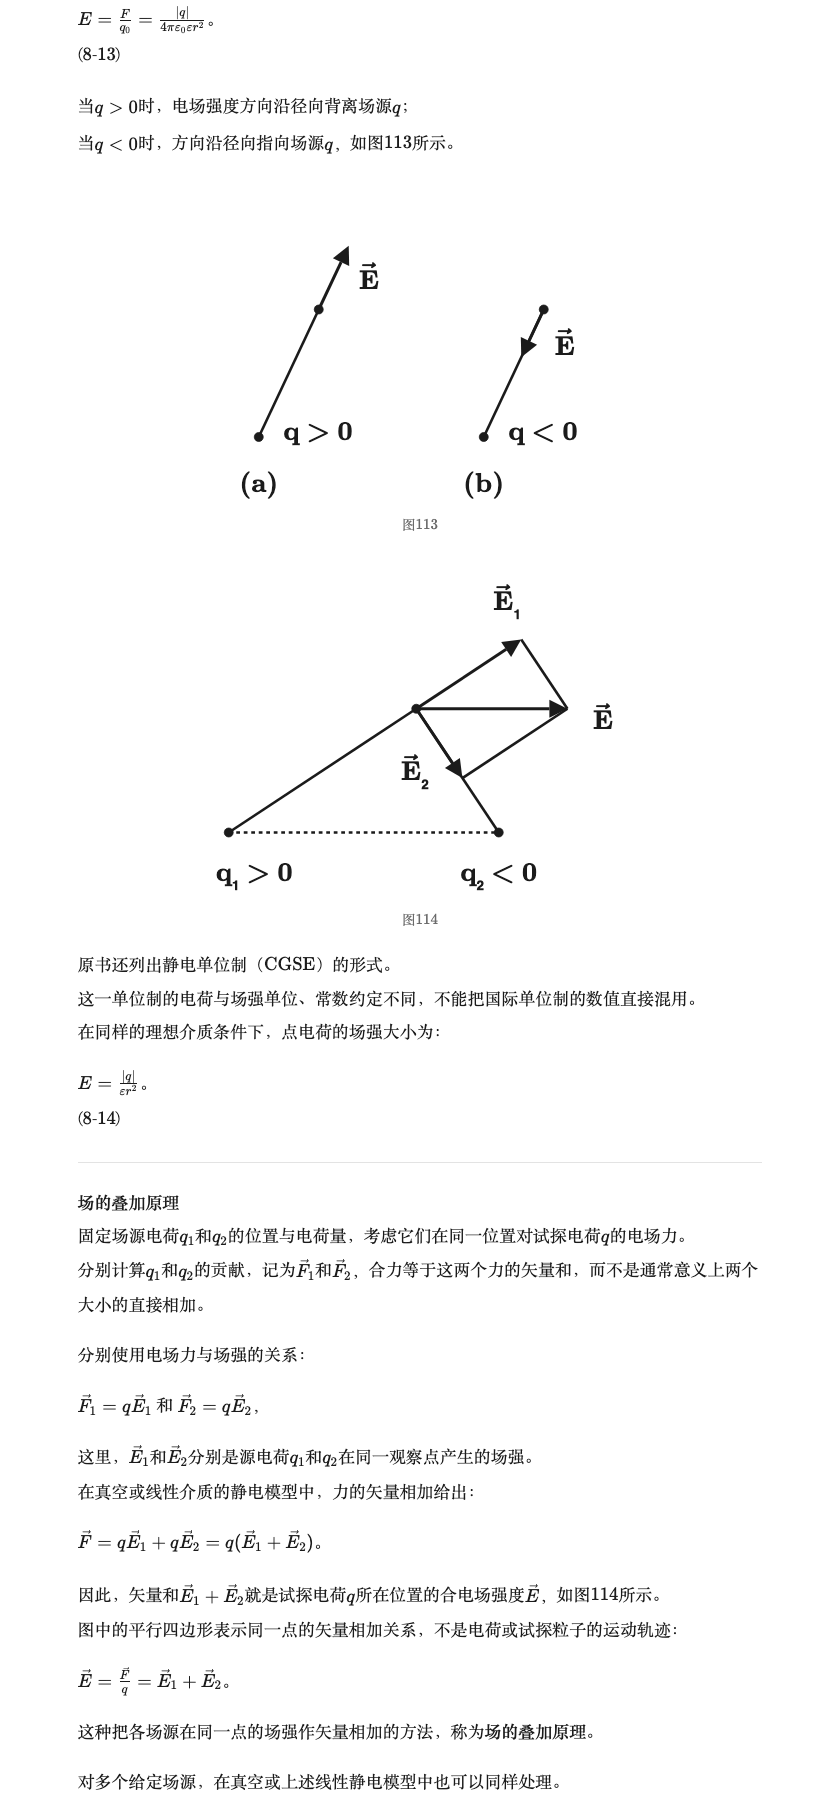 E = F/q₀ = |q|/4πε₀εr²。
(8-13)
当q > 0时，电场强度方向沿径向背离场源q；
当q < 0时，方向沿径向指向场源q，如图113所示。
E⃗
E⃗
q > 0
q < 0
(a)
(b)
图113
E⃗₁
E⃗
E⃗₂
q₁ > 0
q₂ < 0
图114
原书还列出静电单位制（CGSE）的形式。
这一单位制的电荷与场强单位、常数约定不同，不能把国际单位制的数值直接混用。
在同样的理想介质条件下，点电荷的场强大小为：
E = |q|/εr²。
(8-14)
场的叠加原理
固定场源电荷q₁和q₂的位置与电荷量，考虑它们在同一位置对试探电荷q的电场力。
分别计算q₁和q₂的贡献，记为F⃗₁和F⃗₂，合力等于这两个力的矢量和，而不是通常意义上两个
大小的直接相加。
分别使用电场力与场强的关系：
F⃗₁ = qE⃗₁ 和 F⃗₂ = qE⃗₂，
这里，E⃗₁和E⃗₂分别是源电荷q₁和q₂在同一观察点产生的场强。
在真空或线性介质的静电模型中，力的矢量相加给出：
F⃗ = qE⃗₁ + qE⃗₂ = q(E⃗₁ + E⃗₂)。
因此，矢量和E⃗₁ + E⃗₂就是试探电荷q所在位置的合电场强度E⃗，如图114所示。
图中的平行四边形表示同一点的矢量相加关系，不是电荷或试探粒子的运动轨迹：
E⃗ = F⃗/q = E⃗₁ + E⃗₂。
这种把各场源在同一点的场强作矢量相加的方法，称为场的叠加原理。
对多个给定场源，在真空或上述线性静电模型中也可以同样处理。